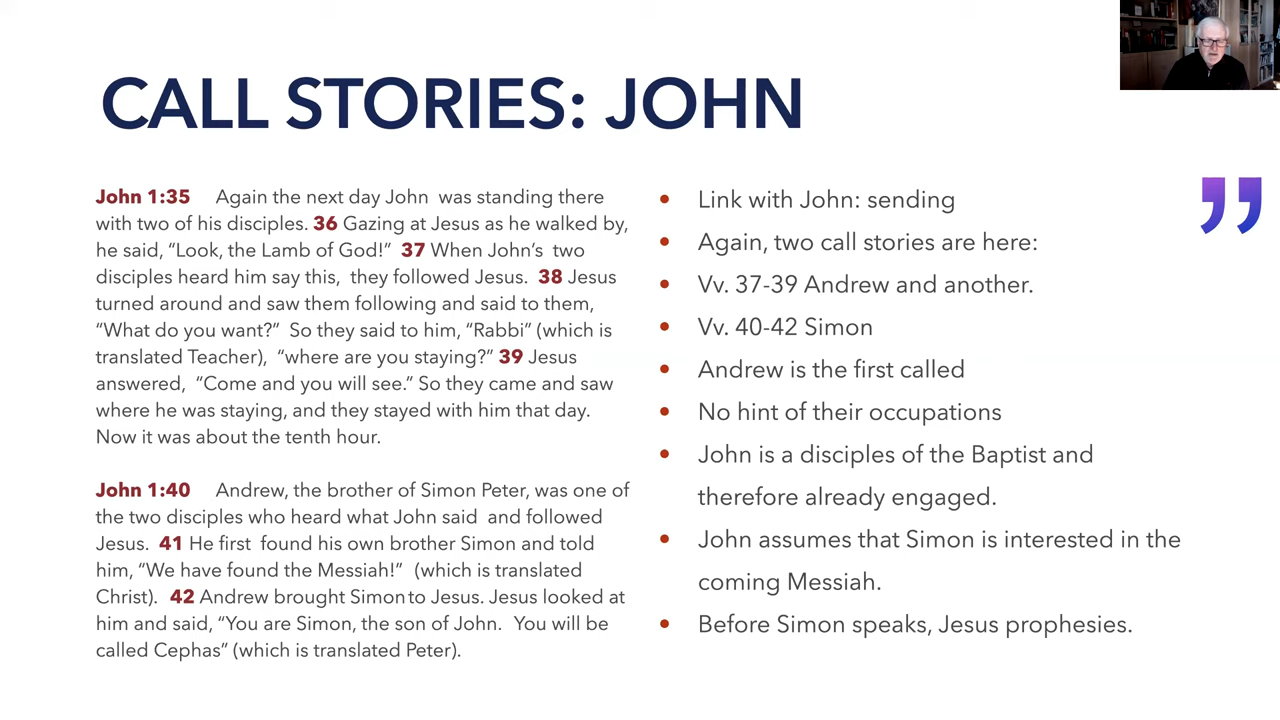 CALL STORIES: JOHN
John 1:35 Again the next day John was standing there
with two of his disciples. 36 Gazing at Jesus as he walked by,
he said, “Look, the Lamb of God!” 37 When John’s two
disciples heard him say this, they followed Jesus. 38 Jesus
turned around and saw them following and said to them,
“What do you want?” So they said to him, “Rabbi” (which is
translated Teacher), “where are you staying?” 39 Jesus
answered, “Come and you will see.” So they came and saw
where he was staying, and they stayed with him that day.
Now it was about the tenth hour.
John 1:40 Andrew, the brother of Simon Peter, was one of
the two disciples who heard what John said and followed
Jesus. 41 He first found his own brother Simon and told
him, “We have found the Messiah!” (which is translated
Christ). 42 Andrew brought Simon to Jesus. Jesus looked at
him and said, “You are Simon, the son of John. You will be
called Cephas” (which is translated Peter).
• Link with John: sending
• Again, two call stories are here:
• Vv. 37-39 Andrew and another.
• Vv. 40-42 Simon
• Andrew is the first called
• No hint of their occupations
• John is a disciples of the Baptist and
therefore already engaged.
• John assumes that Simon is interested in the
coming Messiah.
• Before Simon speaks, Jesus prophesies.
”